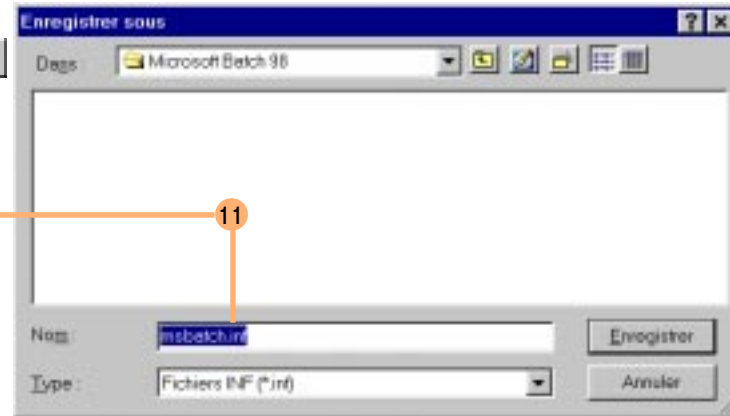 Enregistrer sous
Dans
Microsoft Batch 98
11
Nom :
msbatch.inf
Enregistrer
Type :
Fichiers INF (*.inf)
Annuler